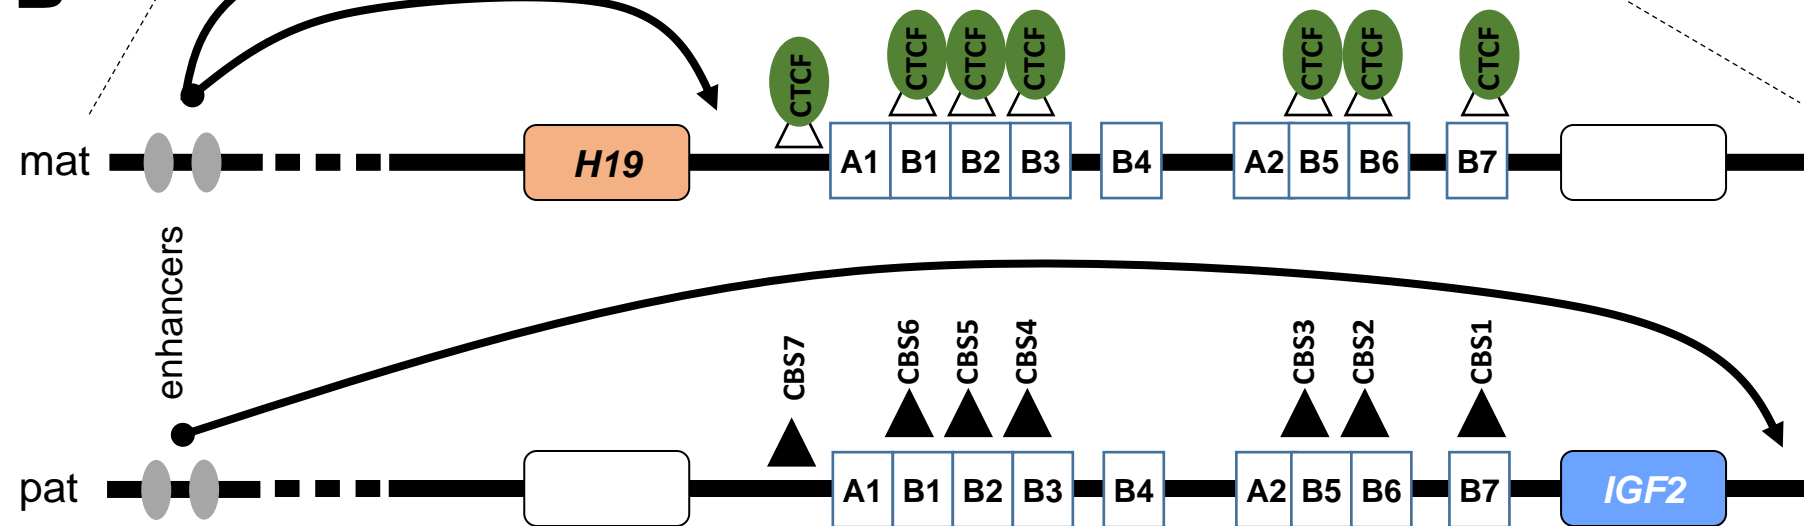 CTCF CTCF CTCF CTCF CTCF CTCF CTCF
mat H19 A1 B1 B2 B3 B4 A2 B5 B6 B7
enhancers
CBS7 CBS6 CBS5 CBS4 CBS3 CBS2 CBS1
pat A1 B1 B2 B3 B4 A2 B5 B6 B7 IGF2